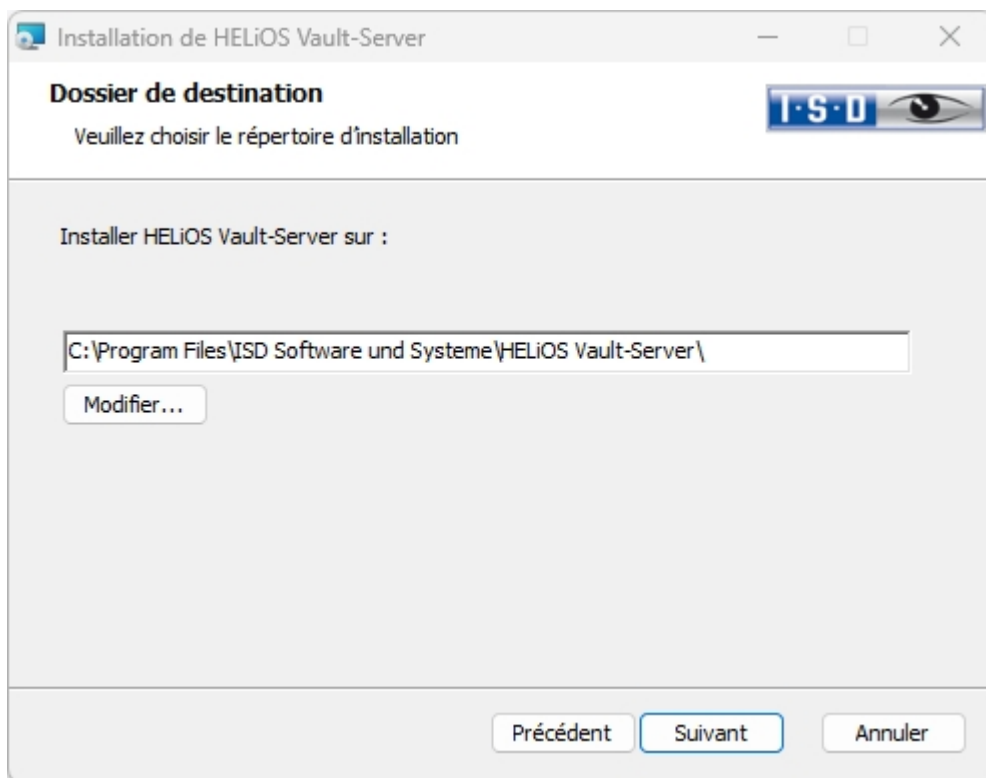 Installation de HELiOS Vault-Server
Dossier de destination
Veuillez choisir le répertoire d'installation
I·S·D
Installer HELiOS Vault-Server sur :
C:\Program Files\ISD Software und Systeme\HELiOS Vault-Server\
Modifier...
Précédent
Suivant
Annuler